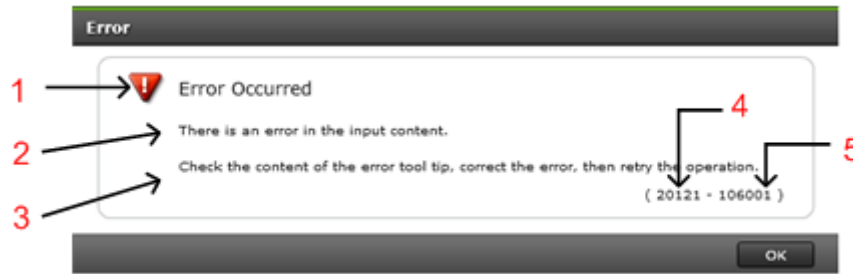 Error
1
Error Occurred
4
2
There is an error in the input content.
5
Check the content of the error tool tip, correct the error, then retry the operation.
3
( 20121 - 106001 )
OK